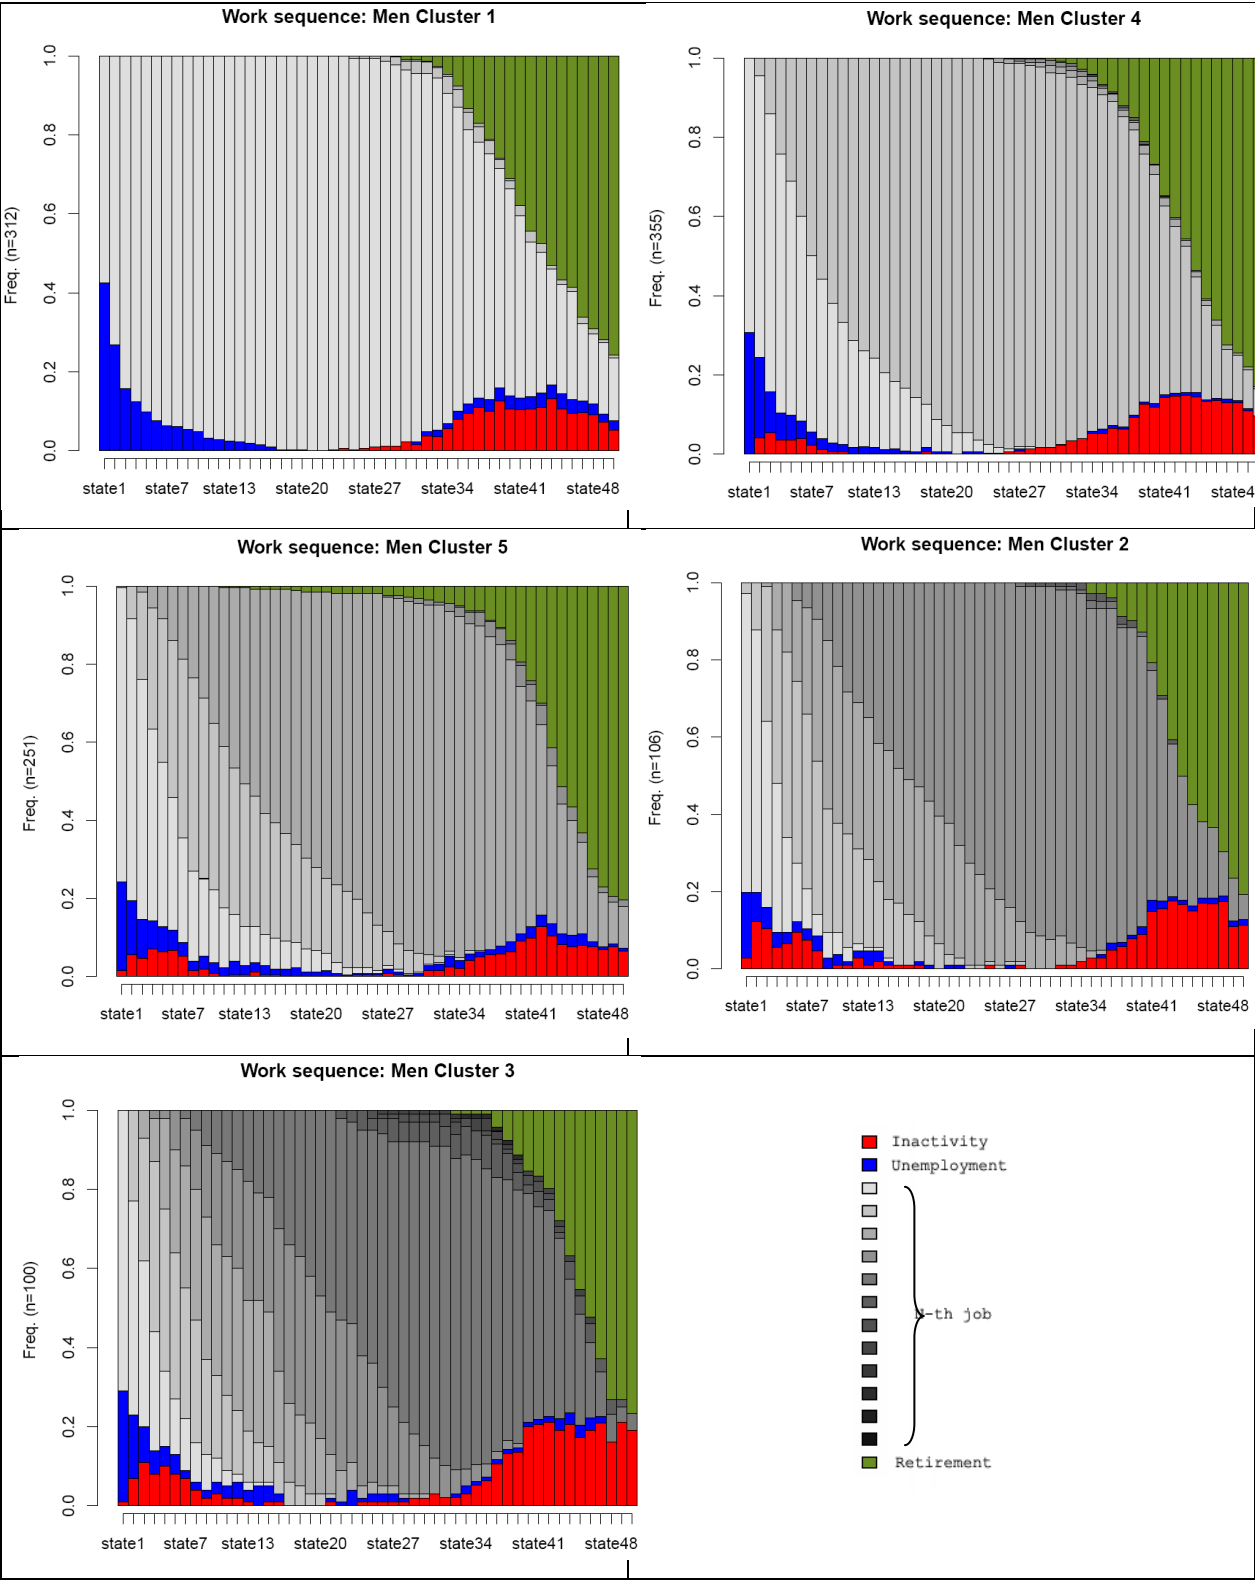 Work sequence: Men Cluster 1
Freq. (n=312)
0.0 0.2 0.4 0.6 0.8 1.0
state1 state7 state13 state20 state27 state34 state41 state48
Work sequence: Men Cluster 4
Freq. (n=355)
0.0 0.2 0.4 0.6 0.8 1.0
state1 state7 state13 state20 state27 state34 state41 state4
Work sequence: Men Cluster 5
Freq. (n=251)
0.0 0.2 0.4 0.6 0.8 1.0
state1 state7 state13 state20 state27 state34 state41 state48
Work sequence: Men Cluster 2
Freq. (n=106)
0.0 0.2 0.4 0.6 0.8 1.0
state1 state7 state13 state20 state27 state34 state41 state48
Work sequence: Men Cluster 3
Freq. (n=100)
0.0 0.2 0.4 0.6 0.8 1.0
state1 state7 state13 state20 state27 state34 state41 state48
Inactivity
Unemployment
N-th job
Retirement